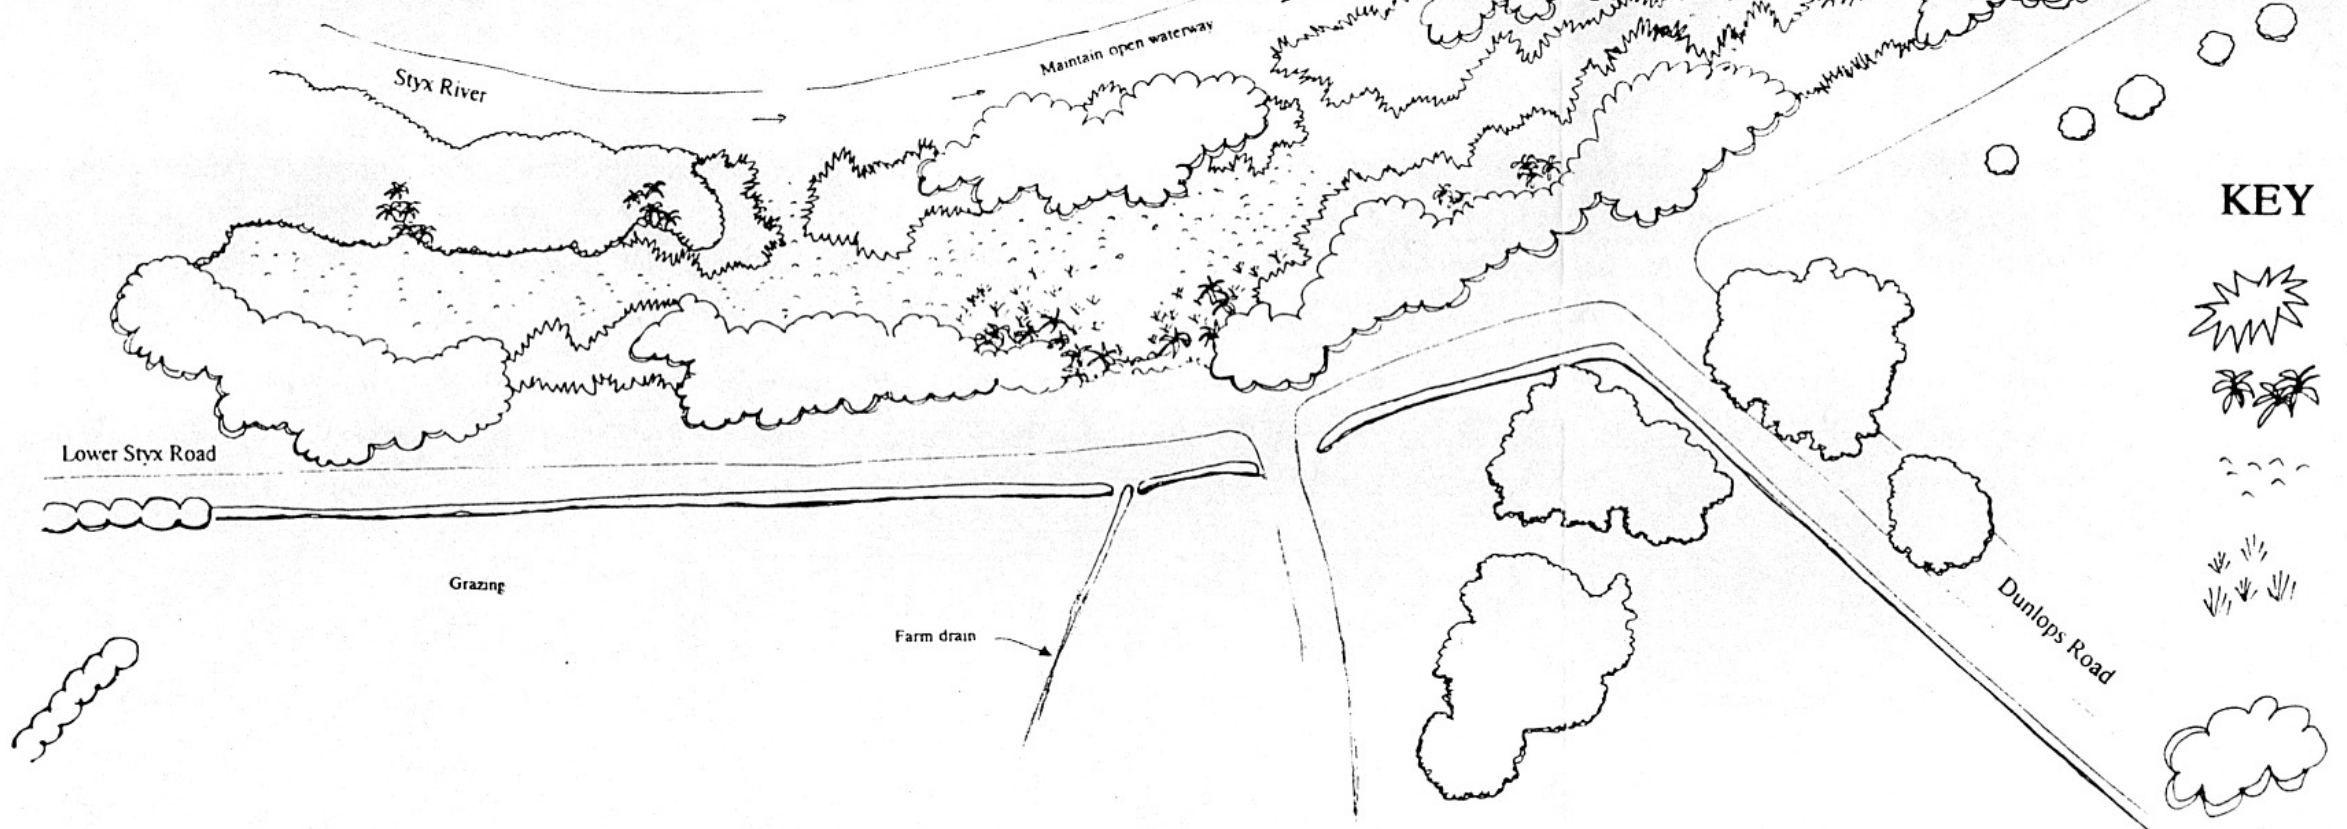 Maintain open waterway
Styx River
KEY
Lower Styx Road
Grazing
Farm drain
Dunlops Road